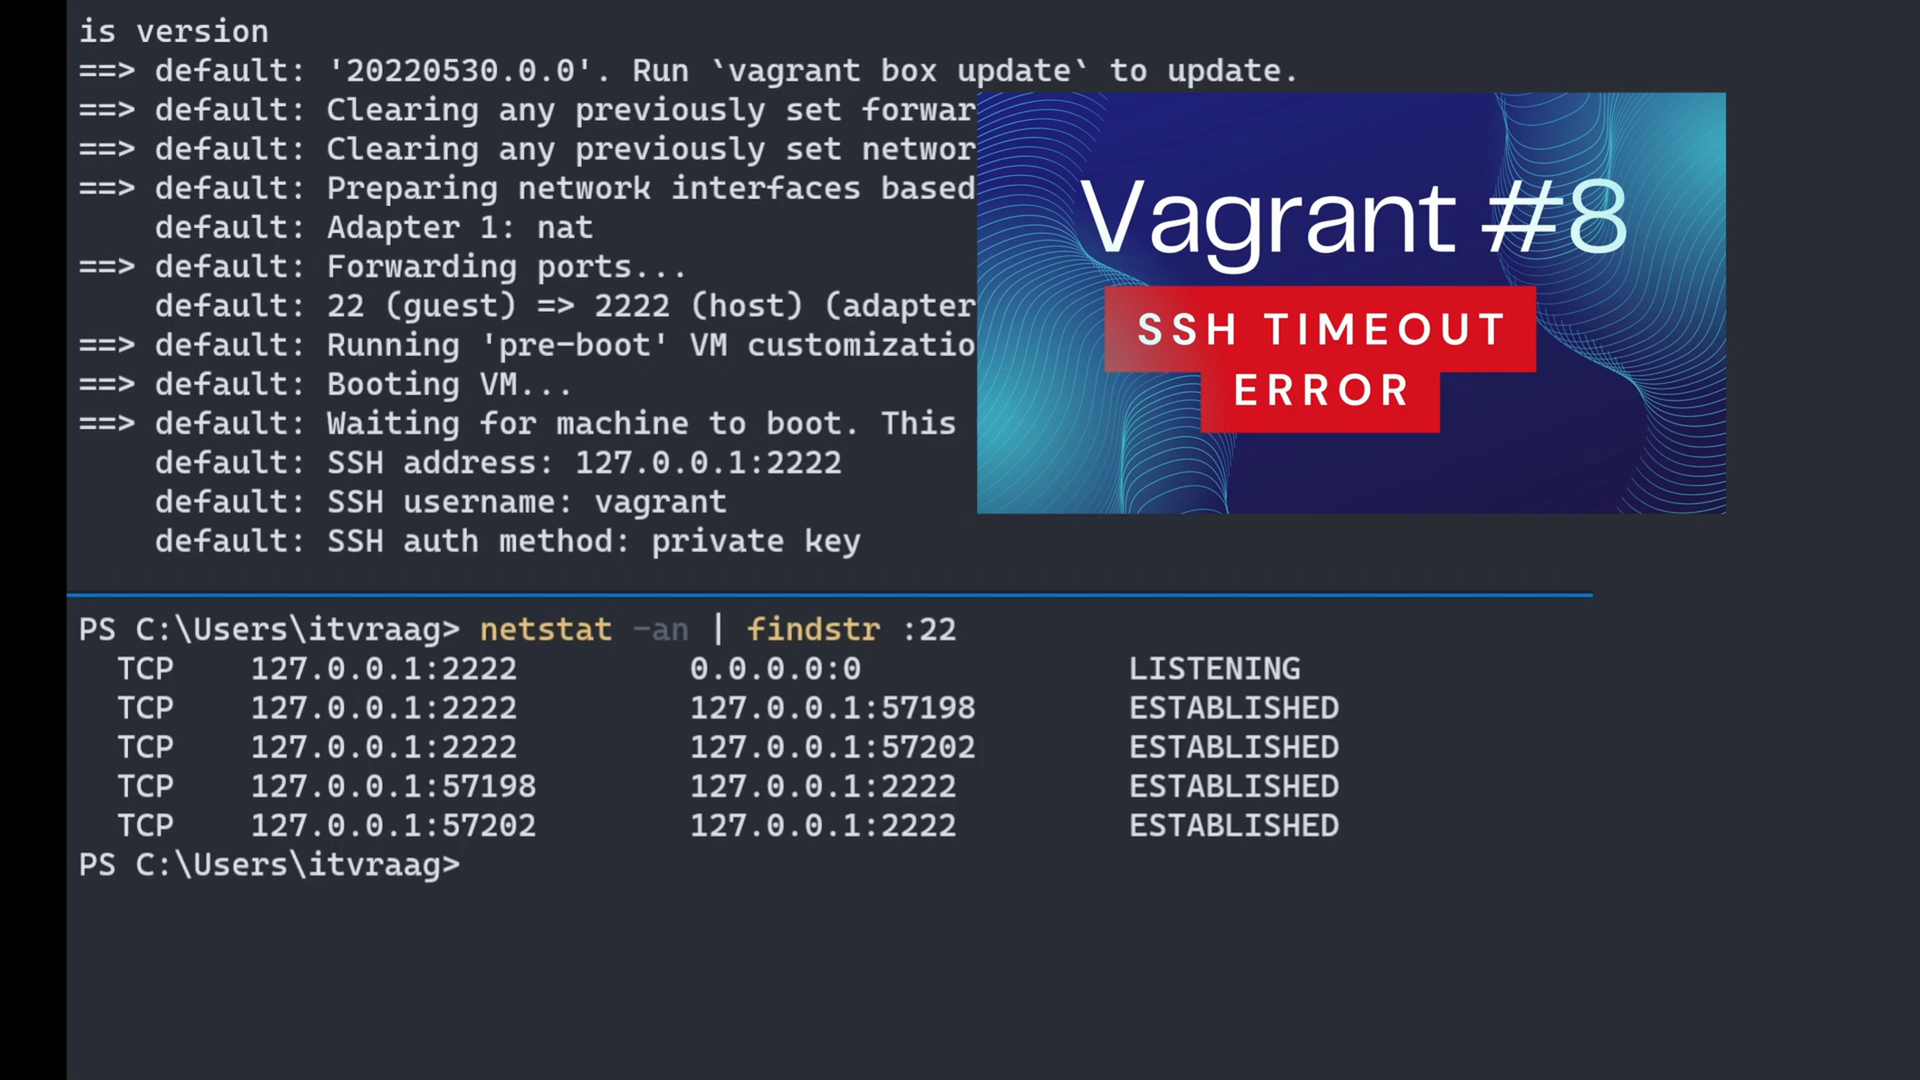 is version
==> default: '20220530.0.0'. Run `vagrant box update` to update.
==> default: Clearing any previously set forwar
==> default: Clearing any previously set networ
==> default: Preparing network interfaces based
default: Adapter 1: nat
==> default: Forwarding ports...
default: 22 (guest) => 2222 (host) (adapter
==> default: Running 'pre-boot' VM customizatio
==> default: Booting VM...
==> default: Waiting for machine to boot. This
default: SSH address: 127.0.0.1:2222
default: SSH username: vagrant
default: SSH auth method: private key
Vagrant #8
SSH TIMEOUT
ERROR
PS C:\Users\itvraag> netstat -an | findstr :22
TCP 127.0.0.1:2222 0.0.0.0:0 LISTENING
TCP 127.0.0.1:2222 127.0.0.1:57198 ESTABLISHED
TCP 127.0.0.1:2222 127.0.0.1:57202 ESTABLISHED
TCP 127.0.0.1:57198 127.0.0.1:2222 ESTABLISHED
TCP 127.0.0.1:57202 127.0.0.1:2222 ESTABLISHED
PS C:\Users\itvraag>